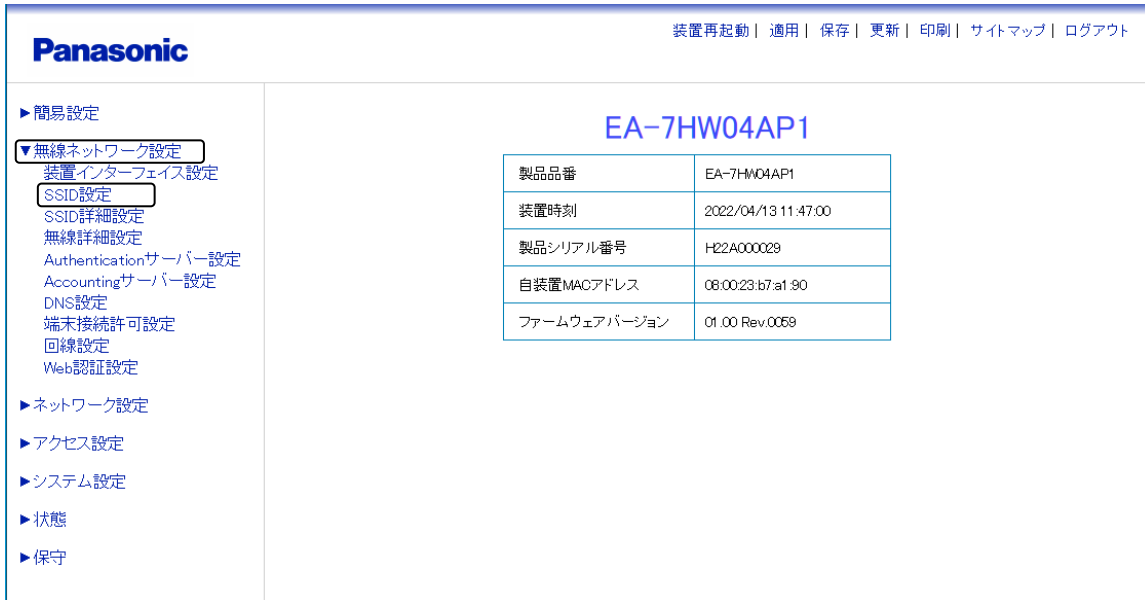 装置再起動| 適用| 保存| 更新| 印刷| サイトマップ| ログアウト
Panasonic
►簡易設定
▼無線ネットワーク設定
装置インターフェイス設定
SSID設定
SSID詳細設定
無線詳細設定
Authenticationサーバー設定
Accountingサーバー設定
DNS設定
端末接続許可設定
回線設定
Web認証設定
►ネットワーク設定
►アクセス設定
►システム設定
►状態
►保守
EA-7HW04AP1
製品品番 EA-7HW04AP1
装置時刻 2022/04/13 11:47:00
製品シリアル番号 H22A000029
自装置MACアドレス 08:00:23:b7:a1:90
ファームウェアバージョン 01.00 Rev.0059